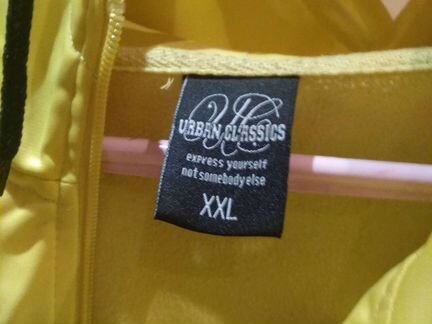 UC
URBAN CLASSICS
express yourself
not somebody else
XXL